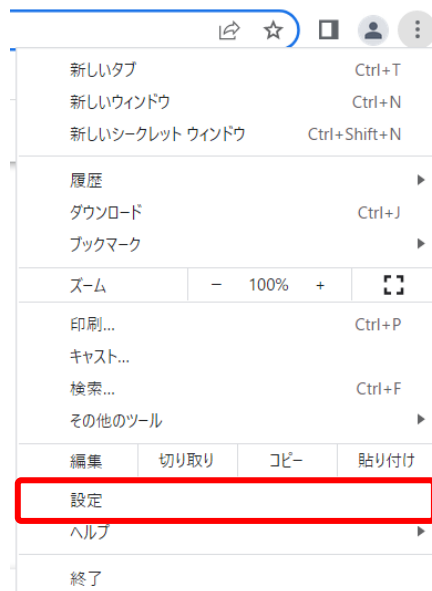 新しいタブ Ctrl+T
新しいウィンドウ Ctrl+N
新しいシークレット ウィンドウ Ctrl+Shift+N
履歴
ダウンロード Ctrl+J
ブックマーク
ズーム － 100% +
印刷... Ctrl+P
キャスト...
検索... Ctrl+F
その他のツール
編集 切り取り コピー 貼り付け
設定
ヘルプ
終了